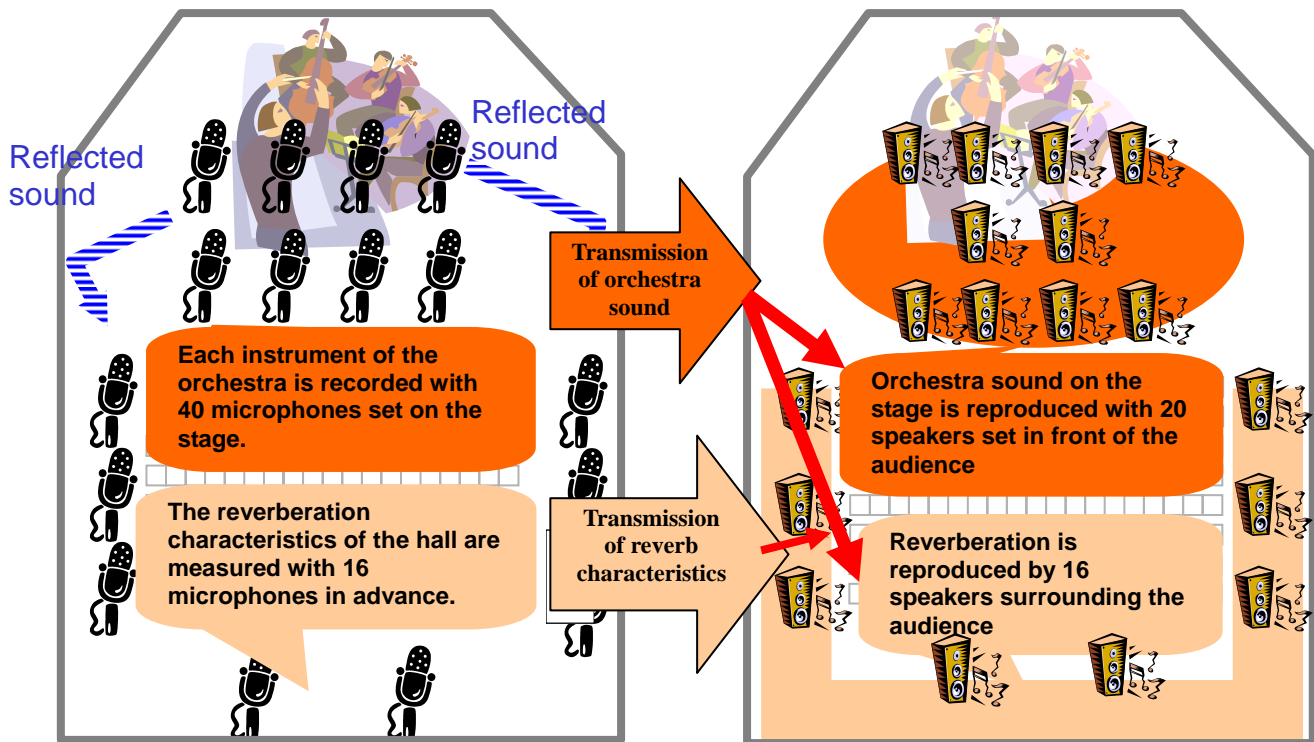 Reflected
sound
Reflected
sound
Each instrument of the
orchestra is recorded with
40 microphones set on the
stage.
The reverberation
characteristics of the hall are
measured with 16
microphones in advance.
Transmission
of orchestra
sound
Transmission
of reverb
characteristics
Orchestra sound on the
stage is reproduced with 20
speakers set in front of the
audience
Reverberation is
reproduced by 16
speakers surrounding the
audience